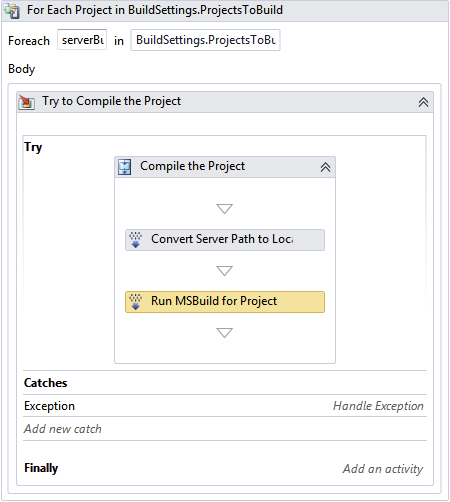 For Each Project in BuildSettings.ProjectsToBuild
Foreach serverBu in BuildSettings.ProjectsToBu
Body
Try to Compile the Project
Try
Compile the Project
Convert Server Path to Loca
Run MSBuild for Project
Catches
Exception Handle Exception
Add new catch
Finally Add an activity